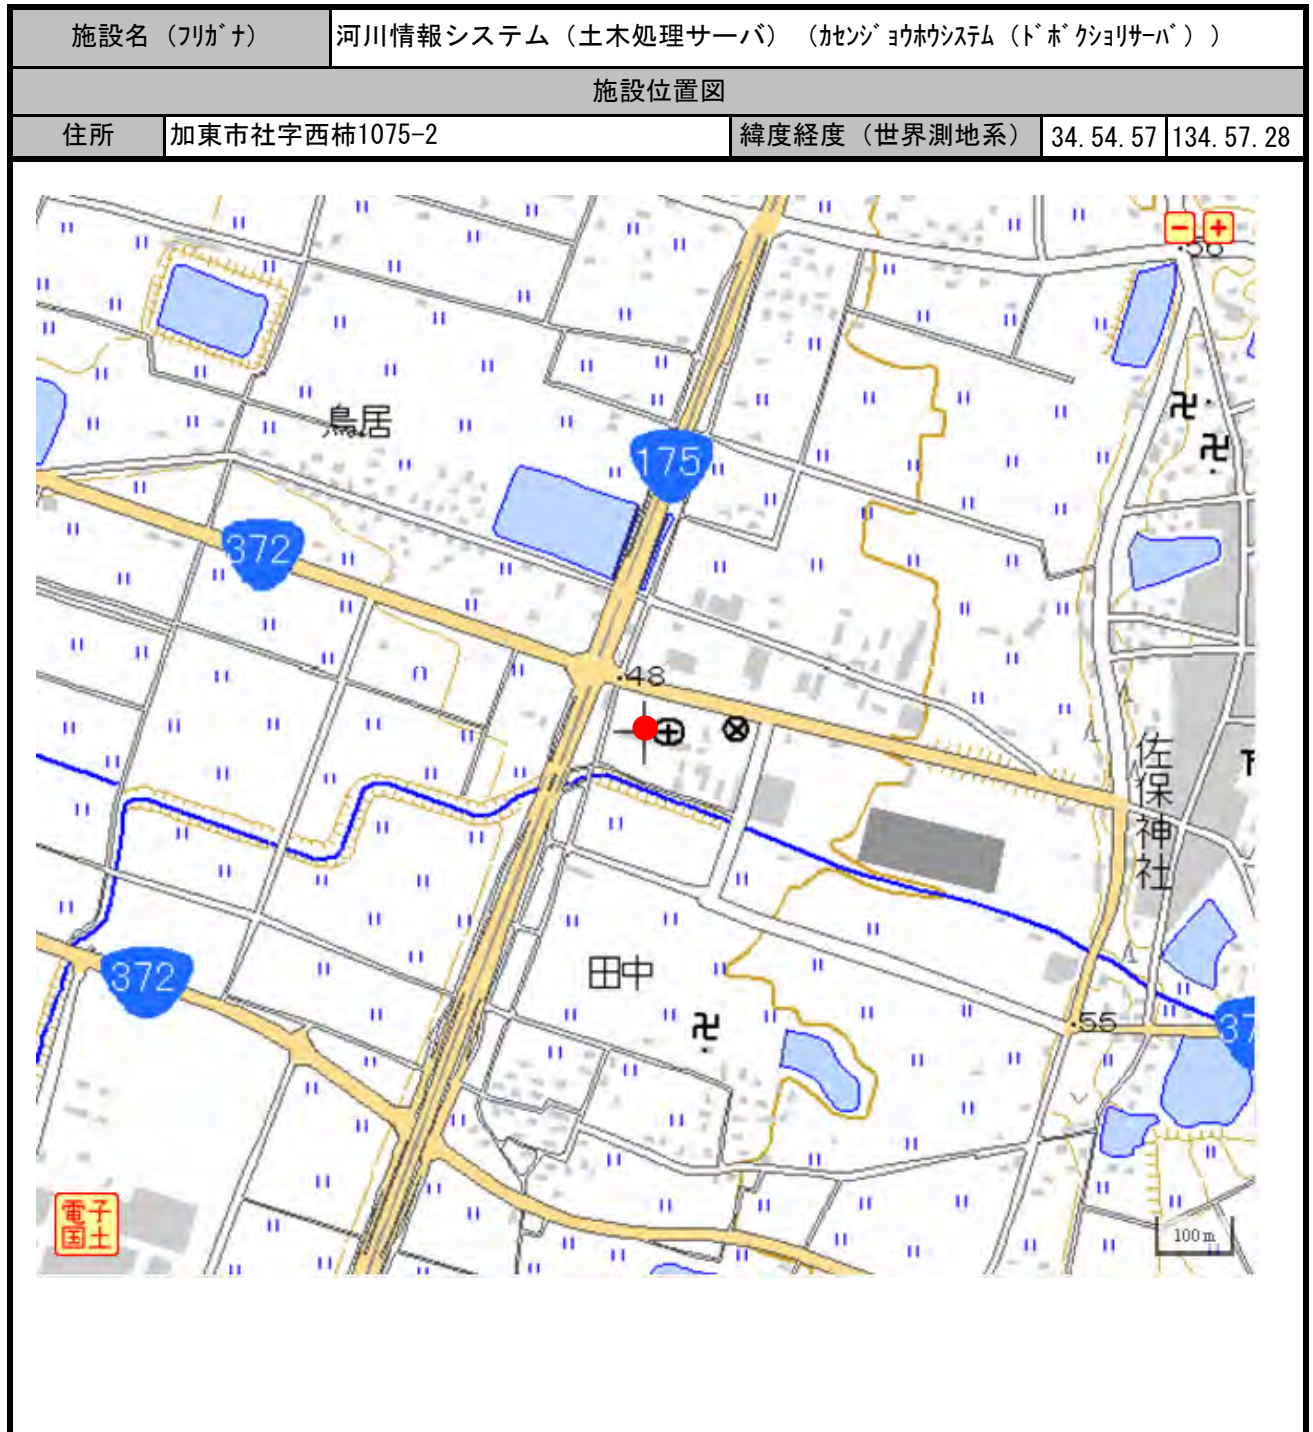 施設名（ﾌﾘｶﾞﾅ）
河川情報システム（土木処理サーバ）（ｶｾﾝｼﾞｮｳﾎｳｼｽﾃﾑ（ﾄﾞﾎﾞｸｼｮﾘｻｰﾊﾞ））
施設位置図
住所
加東市社字西柿1075-2
緯度経度（世界測地系）
34.54.57
134.57.28
鳥居
175
372
48
佐保神社
372
田中
55
37
電子国土
100m